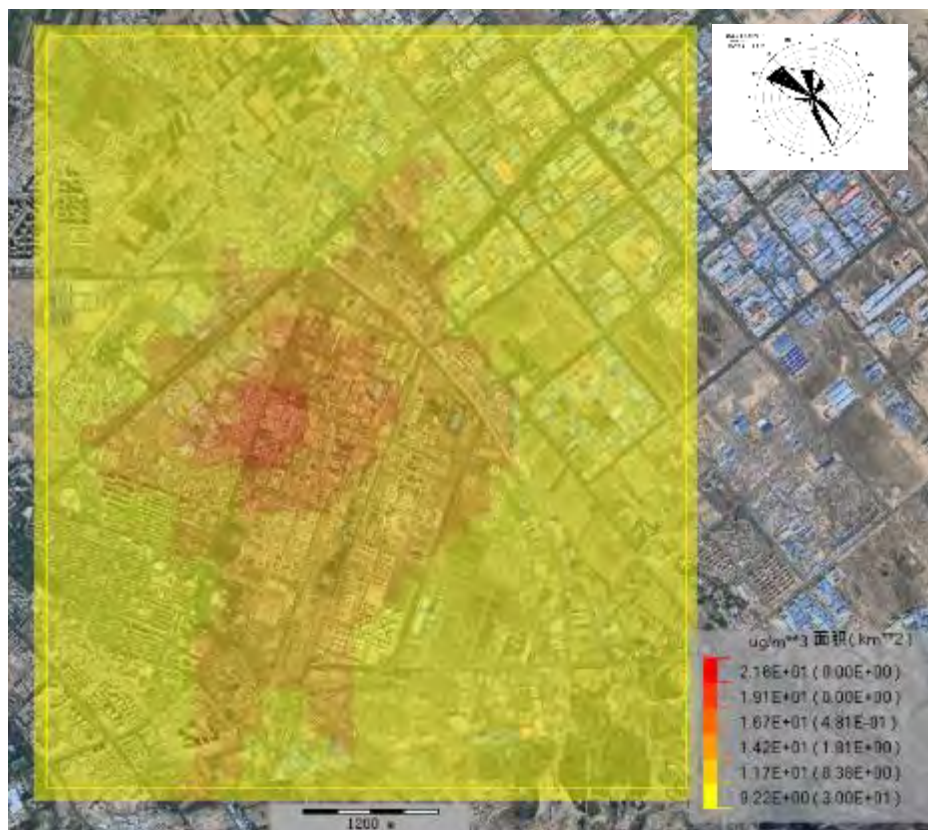 ug/m**3 面积(km**2)
2.16E+01 ( 0.00E+00)
1.91E+01 ( 0.00E+00)
1.67E+01 ( 4.81E-01)
1.42E+01 ( 1.81E+00)
1.17E+01 ( 8.38E+00)
9.22E+00 ( 3.00E+01)
1200 m